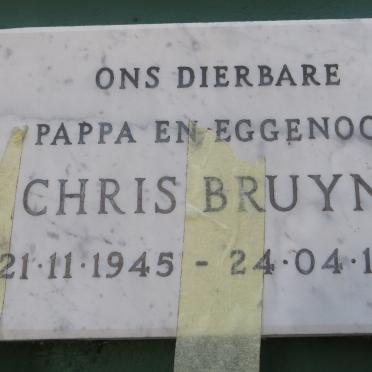 ONS DIERBARE
PAPPA EN EGGENOO
CHRIS BRUYN
21·11·1945 - 24·04·1